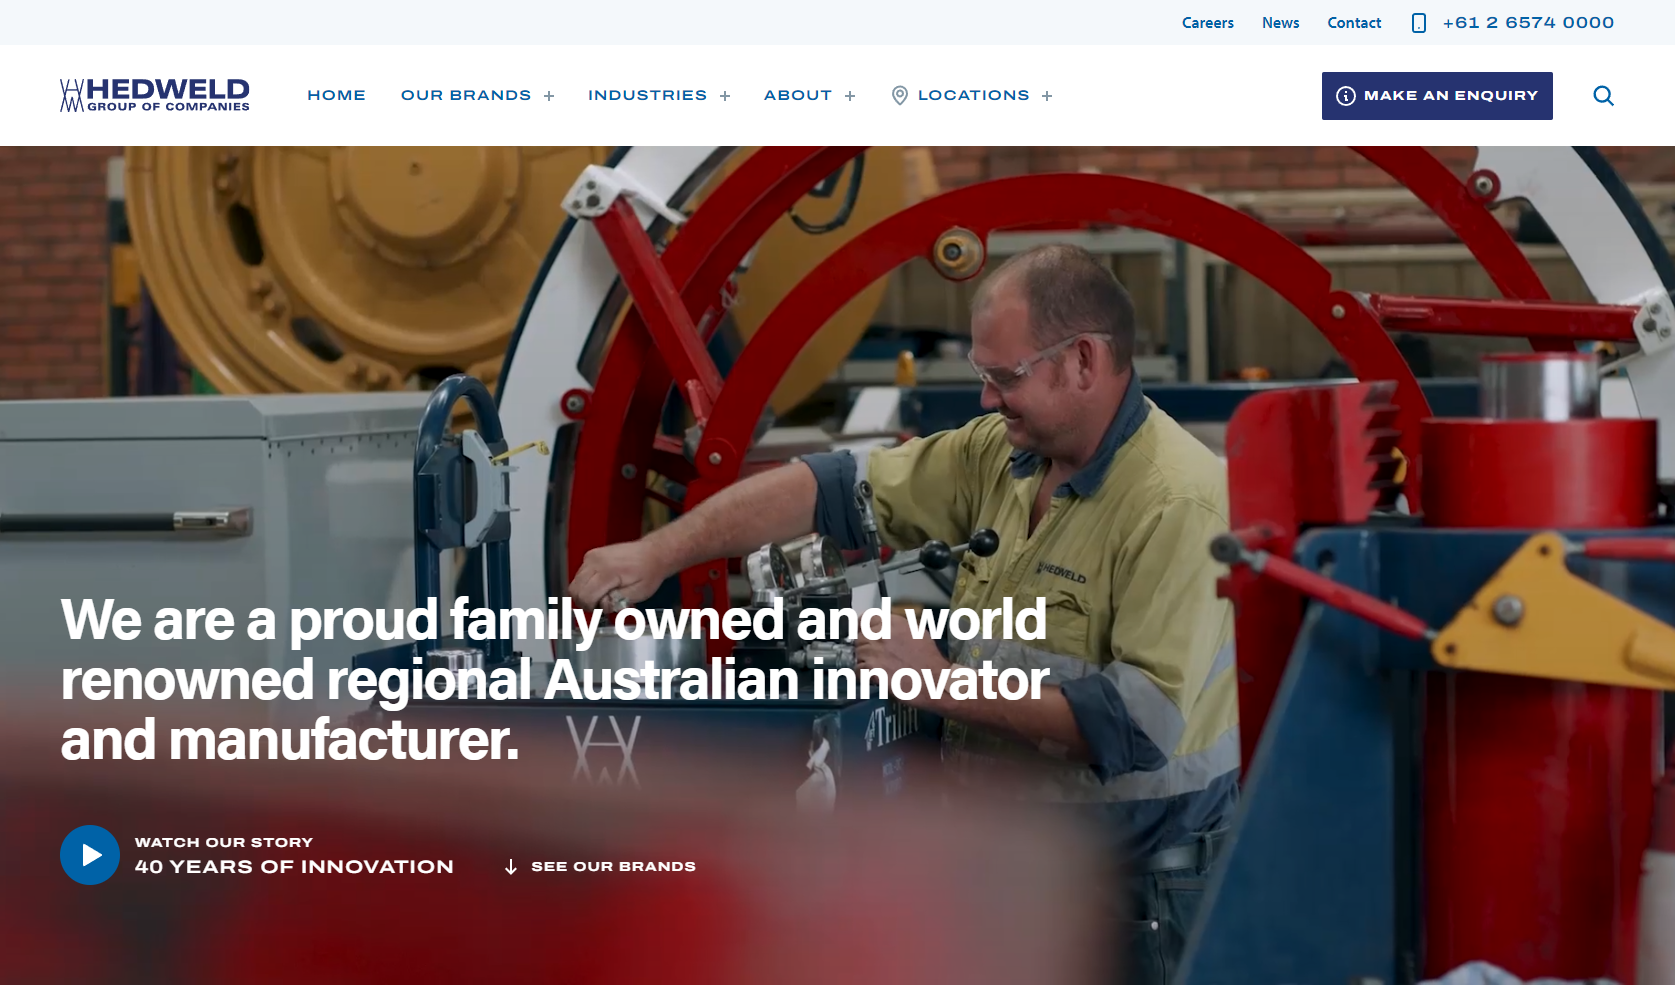 Careers News Contact +61 2 6574 0000
HEDWELD
GROUP OF COMPANIES
HOME OUR BRANDS + INDUSTRIES + ABOUT + LOCATIONS +
MAKE AN ENQUIRY
HEDWELD
We are a proud family owned and world
renowned regional Australian innovator
and manufacturer.
Trilift
WATCH OUR STORY
40 YEARS OF INNOVATION
SEE OUR BRANDS